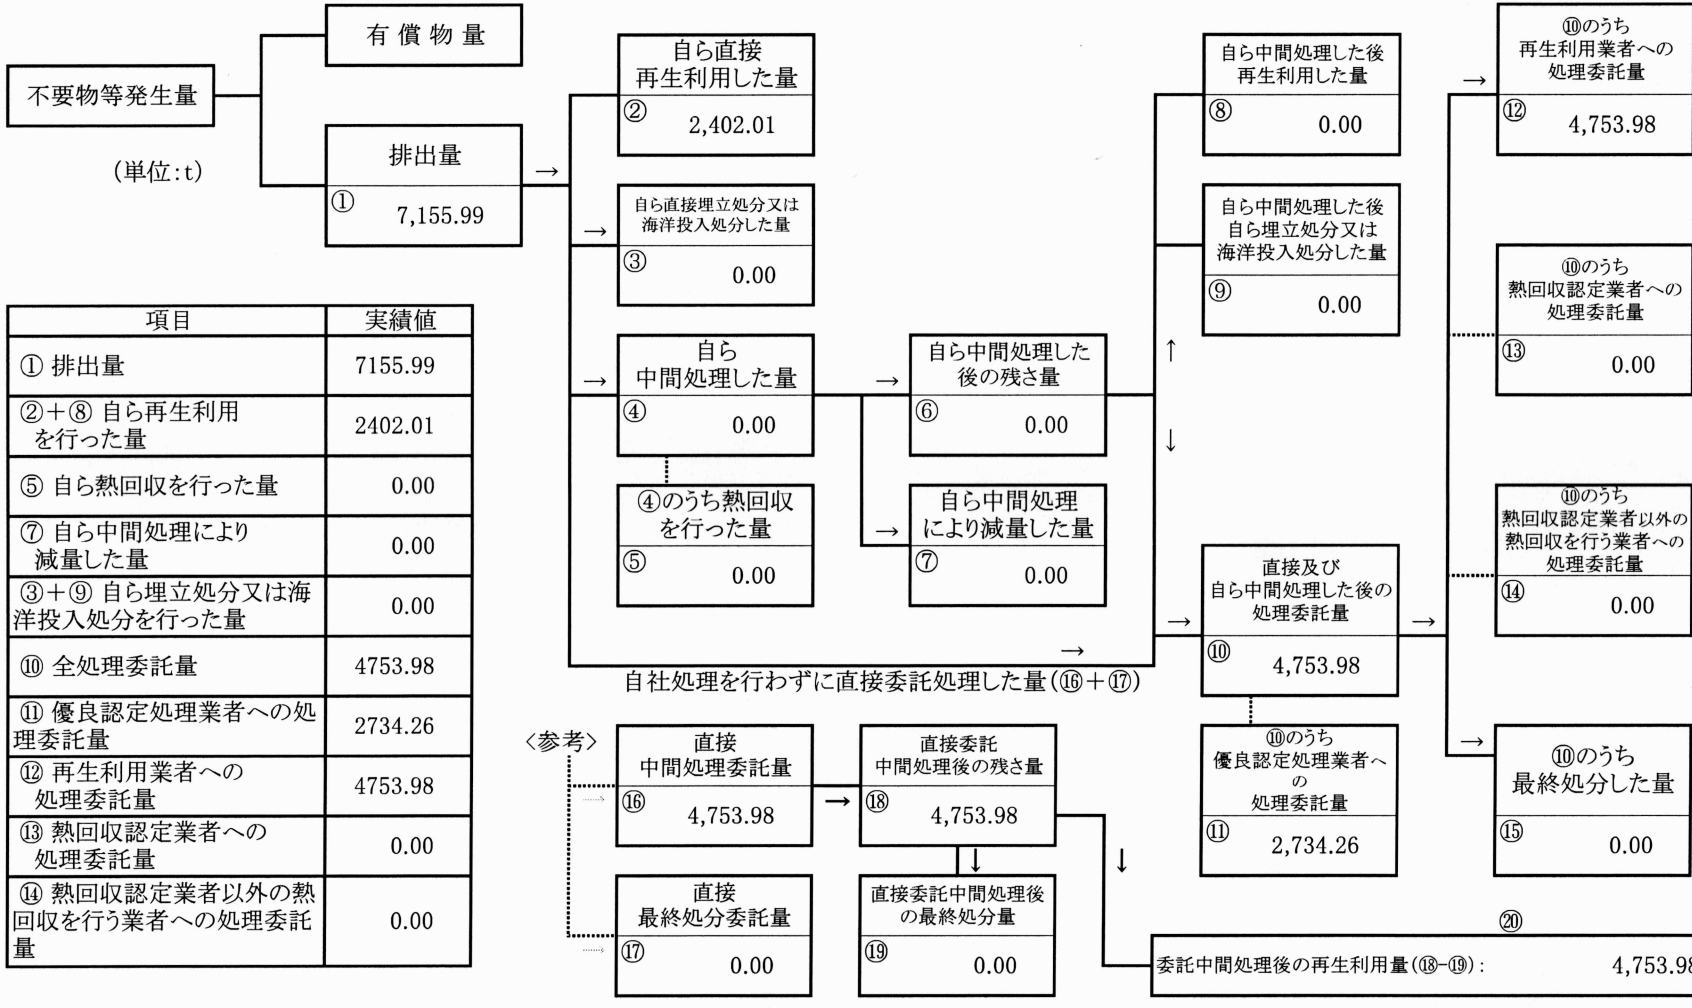 不要物等発生量
(単位:t)
有償物量
排出量
① 7,155.99
→
自ら直接
再生利用した量
② 2,402.01
→
自ら直接埋立処分又は
海洋投入処分した量
③ 0.00
→
自ら
中間処理した量
④ 0.00
④のうち熱回収
を行った量
⑤ 0.00
→
自ら中間処理した
後の残さ量
⑥ 0.00
→
自ら中間処理
により減量した量
⑦ 0.00
自ら中間処理した後
再生利用した量
⑧ 0.00
自ら中間処理した後
自ら埋立処分又は
海洋投入処分した量
⑨ 0.00
↑
↓
→
自社処理を行わずに直接委託処理した量(⑯+⑰)
→
直接及び
自ら中間処理した後の
処理委託量
⑩ 4,753.98
→
⑩のうち
優良認定処理業者へ
の
処理委託量
⑪ 2,734.26
→
⑩のうち
再生利用業者への
処理委託量
⑫ 4,753.98
⑩のうち
熱回収認定業者への
処理委託量
⑬ 0.00
⑩のうち
熱回収認定業者以外の
熱回収を行う業者への
処理委託量
⑭ 0.00
→
⑩のうち
最終処分した量
⑮ 0.00
項目 実績値
① 排出量 7155.99
②+⑧ 自ら再生利用
を行った量 2402.01
⑤ 自ら熱回収を行った量 0.00
⑦ 自ら中間処理により
減量した量 0.00
③+⑨ 自ら埋立処分又は海
洋投入処分を行った量 0.00
⑩ 全処理委託量 4753.98
⑪ 優良認定処理業者への処
理委託量 2734.26
⑫ 再生利用業者への
処理委託量 4753.98
⑬ 熱回収認定業者への
処理委託量 0.00
⑭ 熱回収認定業者以外の熱
回収を行う業者への処理委託
量 0.00
<参考>
→
直接
中間処理委託量
⑯ 4,753.98
→
直接
最終処分委託量
⑰ 0.00
→
直接委託
中間処理後の残さ量
⑱ 4,753.98
↓
直接委託中間処理後
の最終処分量
⑲ 0.00
↓
⑳
委託中間処理後の再生利用量(⑱-⑲): 4,753.98